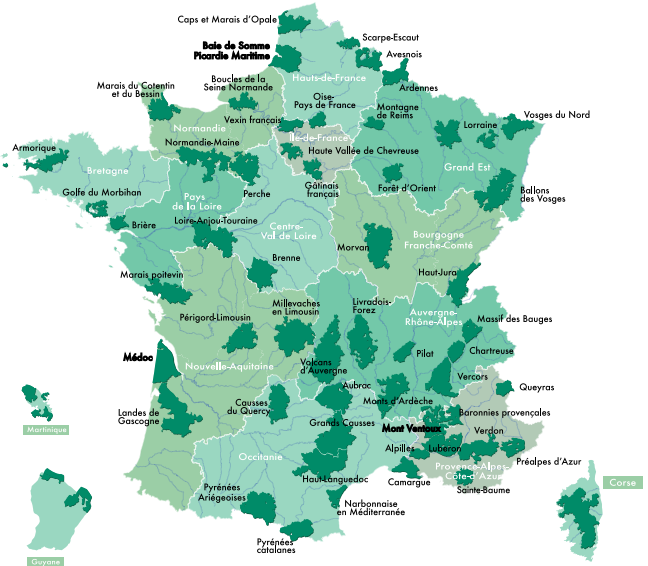 Caps et Marais d'Opale
Scarpe-Escaut
Baie de Somme
Picardie Maritime
Avesnois
Hauts-de-France
Marais du Cotentin
et du Bessin
Boucles de la
Seine Normande
Ardennes
Oise-
Pays de France
Montagne
de Reims
Vosges du Nord
Vexin français
Normandie
Lorraine
Île-de-France
Normandie-Maine
Armorique
Haute Vallée de Chevreuse
Grand Est
Bretagne
Golfe du Morbihan
Perche
Gâtinais
français
Forêt d'Orient
Ballons
des Vosges
Pays
de la Loire
Brière
Loire-Anjou-Touraine
Centre-
Val de Loire
Bourgogne
Franche-Comté
Morvan
Brenne
Haut-Jura
Marais poitevin
Millevaches
en Limousin
Livradois-
Forez
Auvergne-
Rhône-Alpes
Périgord-Limousin
Massif des Bauges
Médoc
Pilat
Chartreuse
Nouvelle-Aquitaine
Volcans
d'Auvergne
Vercors
Aubrac
Queyras
Landes de
Gascogne
Causses
du Quercy
Monts d'Ardèche
Baronnies provençales
Grands Causses
Mont Ventoux
Verdon
Martinique
Alpilles
Luberon
Occitanie
Préalpes d'Azur
Provence-Alpes-
Côte-d'Azur
Haut-Languedoc
Camargue
Sainte-Baume
Corse
Pyrénées
Ariégeoises
Narbonnaise
en Méditerranée
Pyrénées
catalanes
Guyane